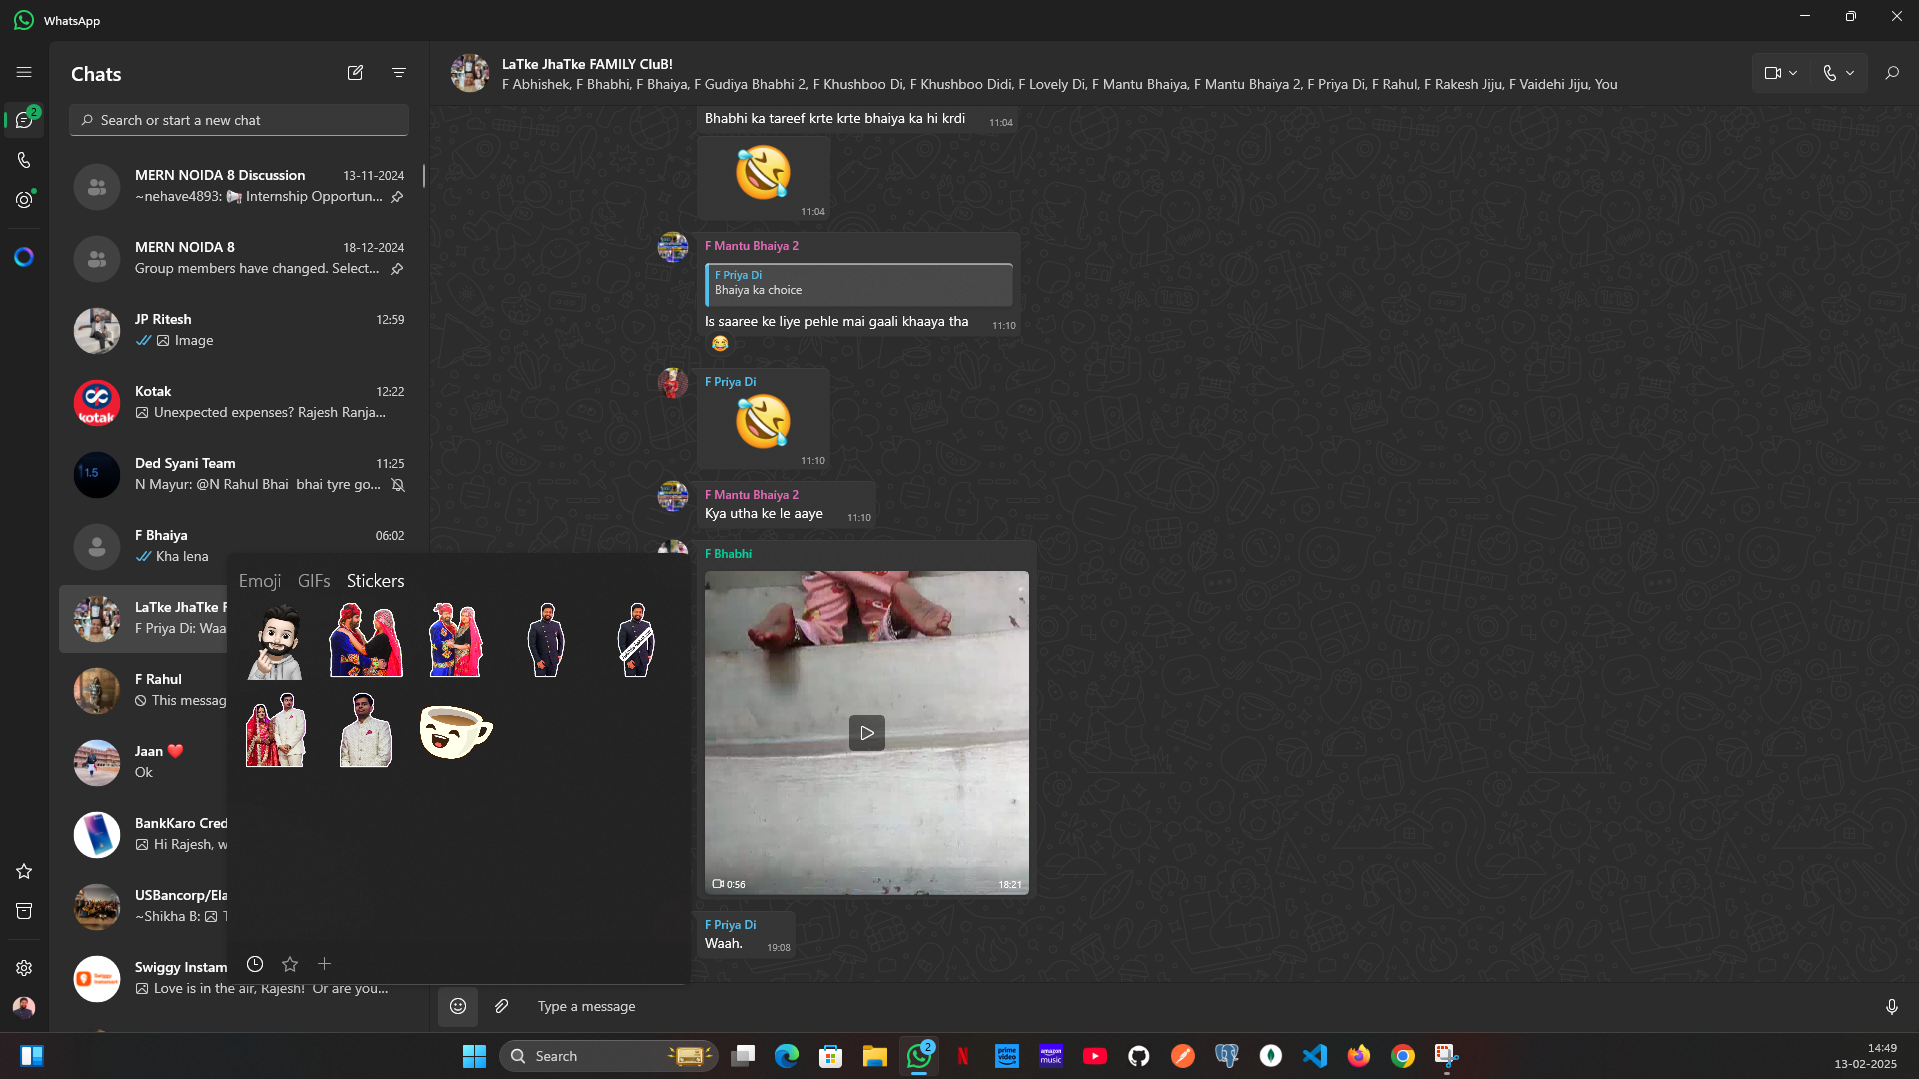 WhatsApp
2
Chats
Search or start a new chat
MERN NOIDA 8 Discussion 13-11-2024
~nehave4893: 📢 Internship Opportun...
MERN NOIDA 8 18-12-2024
Group members have changed. Select...
JP Ritesh 12:59
Image
kotak
Kotak 12:22
Unexpected expenses? Rajesh Ranja...
1.5
Ded Syani Team 11:25
N Mayur: @N Rahul Bhai bhai tyre go...
F Bhaiya 06:02
Kha lena
LaTke JhaTke F
F Priya Di: Waa
F Rahul
This messag
Jaan ❤️
Ok
BankKaro Cred
Hi Rajesh, w
USBancorp/Ela
~Shikha B: T
Swiggy Instam
Love is in the air, Rajesh! Or are you...
Emoji GIFs Stickers
LaTke JhaTke FAMILY CluB!
F Abhishek, F Bhabhi, F Bhaiya, F Gudiya Bhabhi 2, F Khushboo Di, F Khushboo Didi, F Lovely Di, F Mantu Bhaiya, F Mantu Bhaiya 2, F Priya Di, F Rahul, F Rakesh Jiju, F Vaidehi Jiju, You
Bhabhi ka tareef krte krte bhaiya ka hi krdi 11:04
🤣
11:04
F Mantu Bhaiya 2
F Priya Di
Bhaiya ka choice
Is saaree ke liye pehle mai gaali khaaya tha 11:10
😂
F Priya Di
🤣
11:10
F Mantu Bhaiya 2
Kya utha ke le aaye 11:10
F Bhabhi
0:56 18:21
F Priya Di
Waah. 19:08
Type a message
Search
2
prime video
amazon music
14:49
13-02-2025